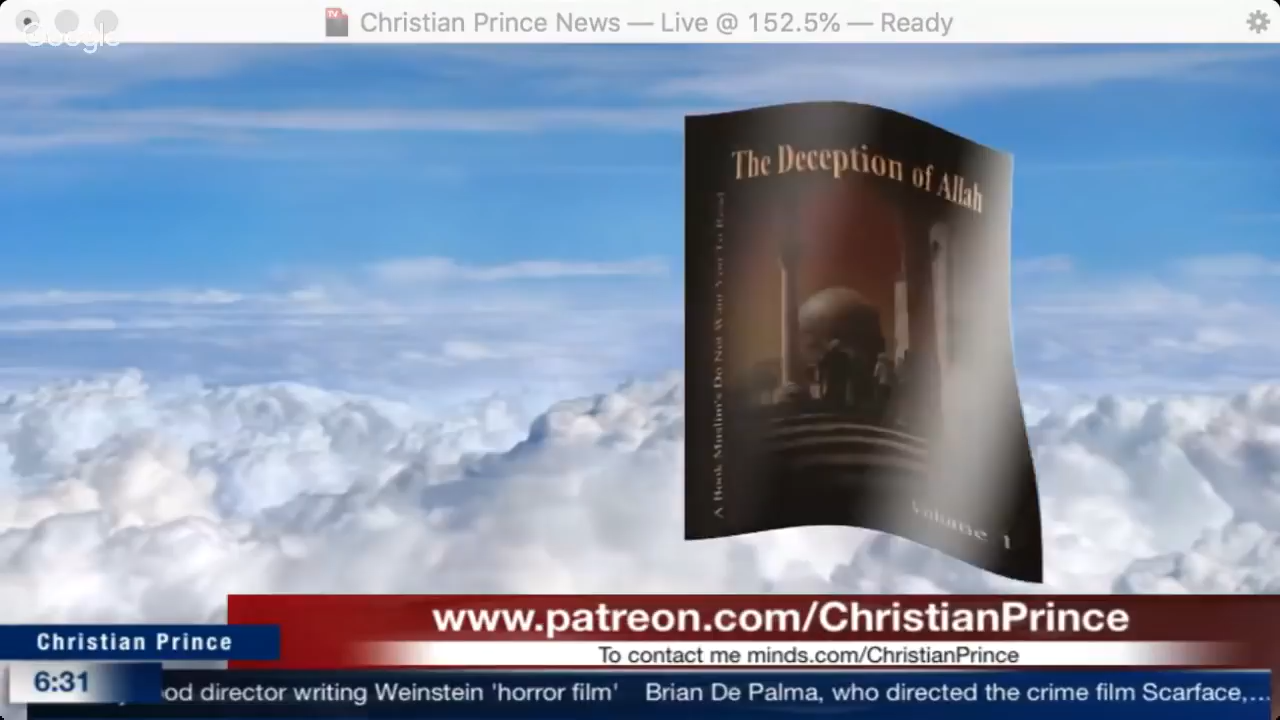 Christian Prince News — Live @ 152.5% — Ready
Google
The Deception of Allah
A Book Muslim's Do Not Want You To Read
Volume 1
www.patreon.com/ChristianPrince
Christian Prince
To contact me minds.com/ChristianPrince
6:31
od director writing Weinstein 'horror film' Brian De Palma, who directed the crime film Scarface,...